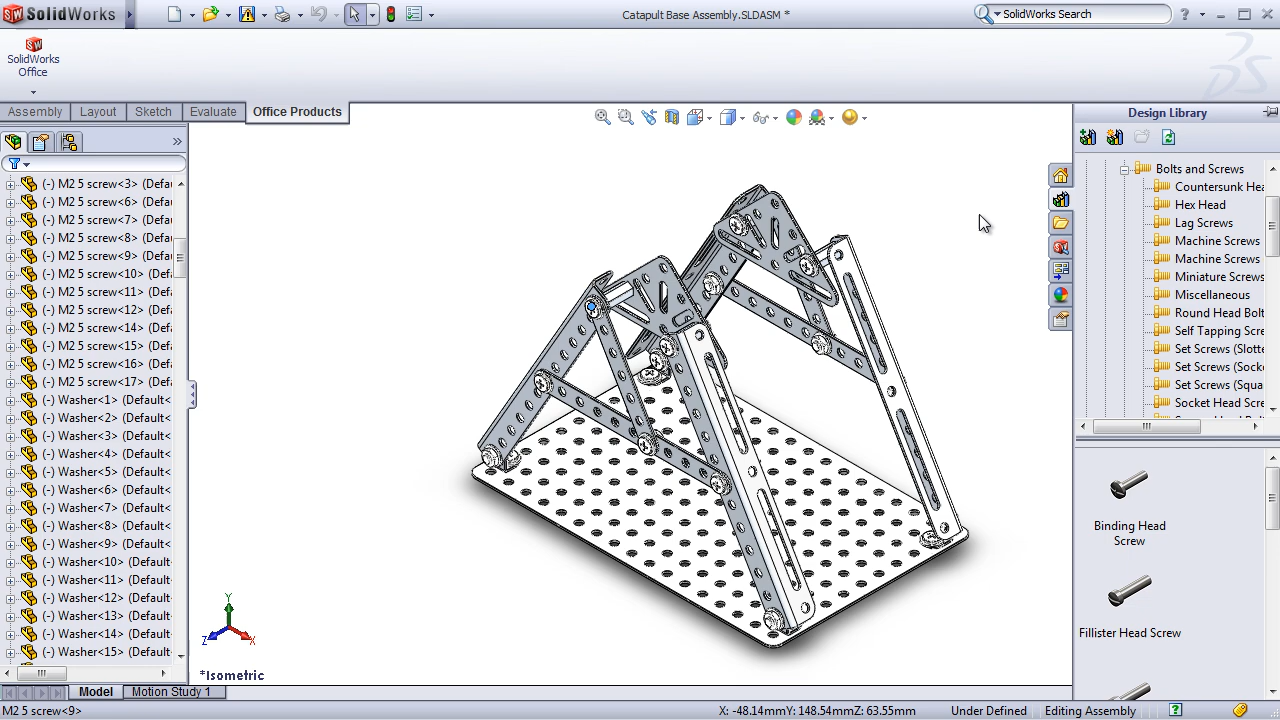 SolidWorks
Catapult Base Assembly.SLDASM *
SolidWorks Search
SolidWorks
Office
Assembly
Layout
Sketch
Evaluate
Office Products
Design Library
(-) M2 5 screw<3> (Defa
(-) M2 5 screw<6> (Defa
(-) M2 5 screw<7> (Defa
(-) M2 5 screw<8> (Defa
(-) M2 5 screw<9> (Defa
(-) M2 5 screw<10> (Def
(-) M2 5 screw<11> (Def
(-) M2 5 screw<12> (Def
(-) M2 5 screw<14> (Def
(-) M2 5 screw<15> (Def
(-) M2 5 screw<16> (Def
(-) M2 5 screw<17> (Def
(-) Washer<1> (Default<
(-) Washer<2> (Default<
(-) Washer<3> (Default<
(-) Washer<4> (Default<
(-) Washer<5> (Default<
(-) Washer<6> (Default<
(-) Washer<7> (Default<
(-) Washer<8> (Default<
(-) Washer<9> (Default<
(-) Washer<10> (Default
(-) Washer<11> (Default
(-) Washer<12> (Default
(-) Washer<13> (Default
(-) Washer<14> (Default
(-) Washer<15> (Default
Y
Z
X
*Isometric
Bolts and Screws
Countersunk Hea
Hex Head
Lag Screws
Machine Screws
Machine Screws
Miniature Screws
Miscellaneous
Round Head Bolt
Self Tapping Scre
Set Screws (Slotte
Set Screws (Socke
Set Screws (Squa
Socket Head Scre
Binding Head
Screw
Fillister Head Screw
Model
Motion Study 1
M2 5 screw<9>
X: -48.14mmY: 148.54mmZ: 63.55mm
Under Defined
Editing Assembly